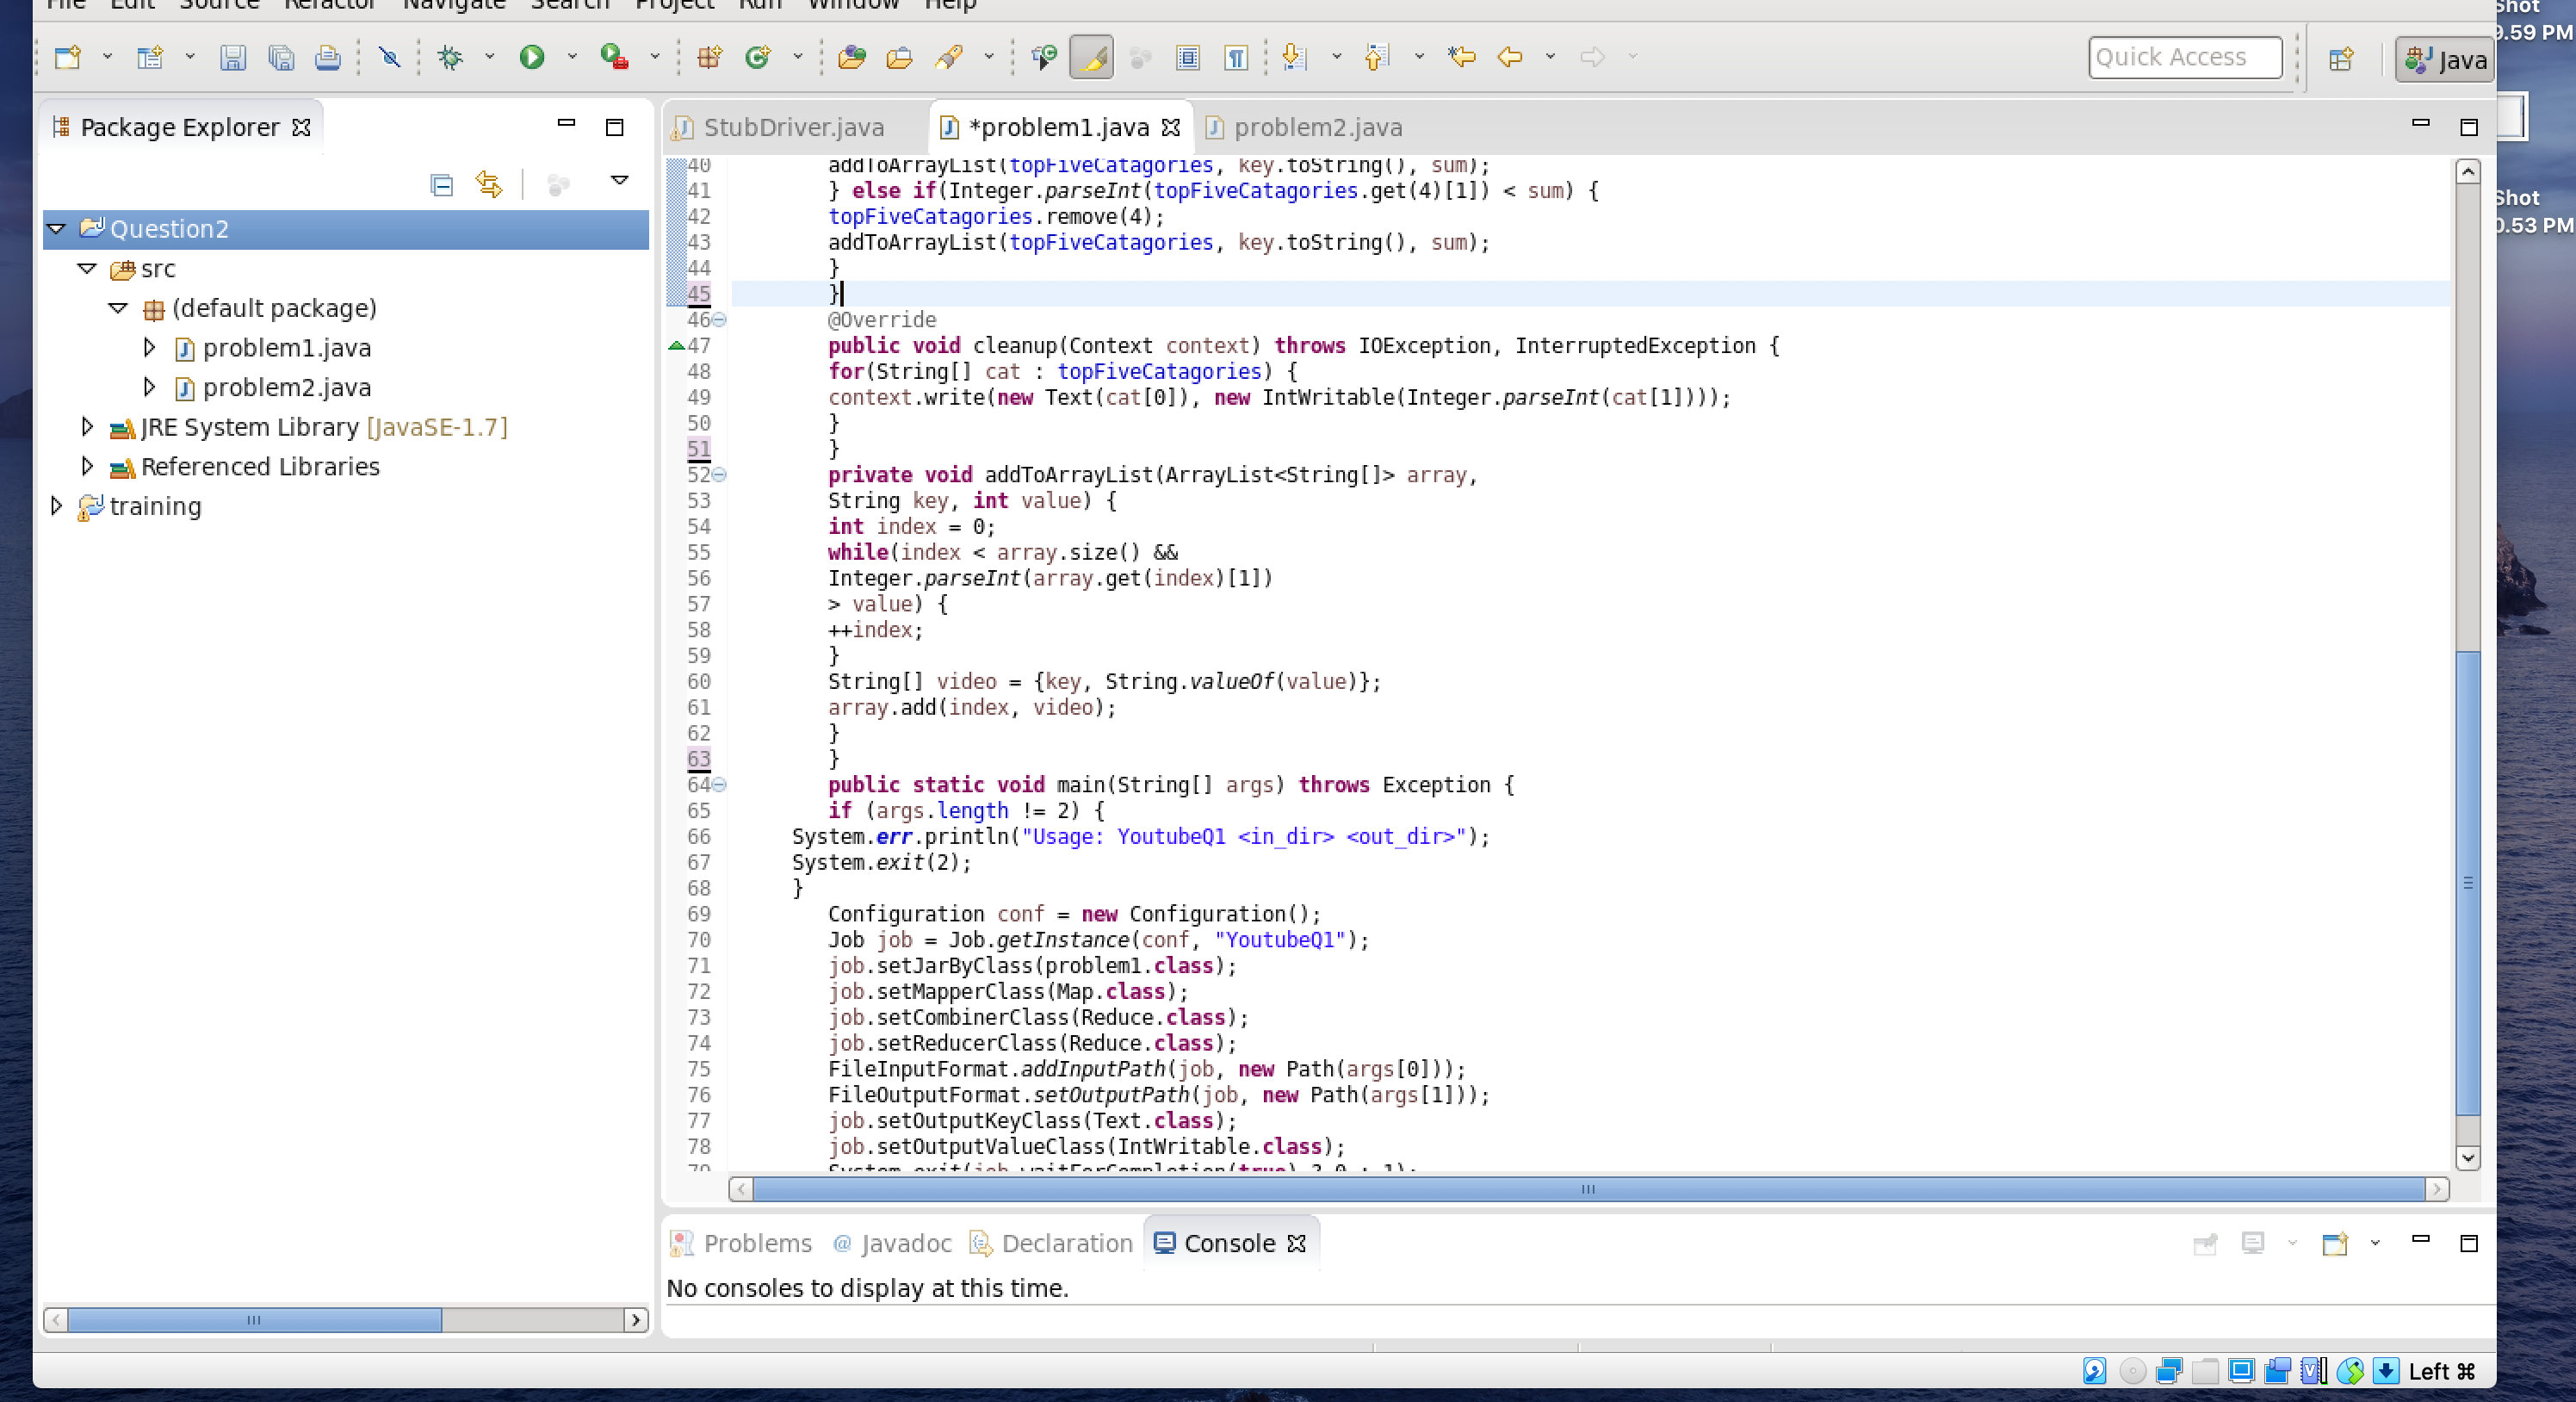 File Edit Source Refactor Navigate Search Project Run Window Help
Shot
9.59 PM
Quick Access
Java
Package Explorer
StubDriver.java
*problem1.java
problem2.java
Shot
0.53 PM
Question2
src
(default package)
problem1.java
problem2.java
JRE System Library [JavaSE-1.7]
Referenced Libraries
training
40 addToArrayList(topFiveCatagories, key.toString(), sum);
41 } else if(Integer.parseInt(topFiveCatagories.get(4)[1]) < sum) {
42 topFiveCatagories.remove(4);
43 addToArrayList(topFiveCatagories, key.toString(), sum);
44 }
45 }
46 @Override
47 public void cleanup(Context context) throws IOException, InterruptedException {
48 for(String[] cat : topFiveCatagories) {
49 context.write(new Text(cat[0]), new IntWritable(Integer.parseInt(cat[1])));
50 }
51 }
52 private void addToArrayList(ArrayList<String[]> array,
53 String key, int value) {
54 int index = 0;
55 while(index < array.size() &&
56 Integer.parseInt(array.get(index)[1])
57 > value) {
58 ++index;
59 }
60 String[] video = {key, String.valueOf(value)};
61 array.add(index, video);
62 }
63 }
64 public static void main(String[] args) throws Exception {
65 if (args.length != 2) {
66 System.err.println("Usage: YoutubeQ1 <in_dir> <out_dir>");
67 System.exit(2);
68 }
69 Configuration conf = new Configuration();
70 Job job = Job.getInstance(conf, "YoutubeQ1");
71 job.setJarByClass(problem1.class);
72 job.setMapperClass(Map.class);
73 job.setCombinerClass(Reduce.class);
74 job.setReducerClass(Reduce.class);
75 FileInputFormat.addInputPath(job, new Path(args[0]));
76 FileOutputFormat.setOutputPath(job, new Path(args[1]));
77 job.setOutputKeyClass(Text.class);
78 job.setOutputValueClass(IntWritable.class);
79 System.exit(job.waitForCompletion(true) ? 0 : 1);
Problems @ Javadoc Declaration Console
No consoles to display at this time.
Left ⌘